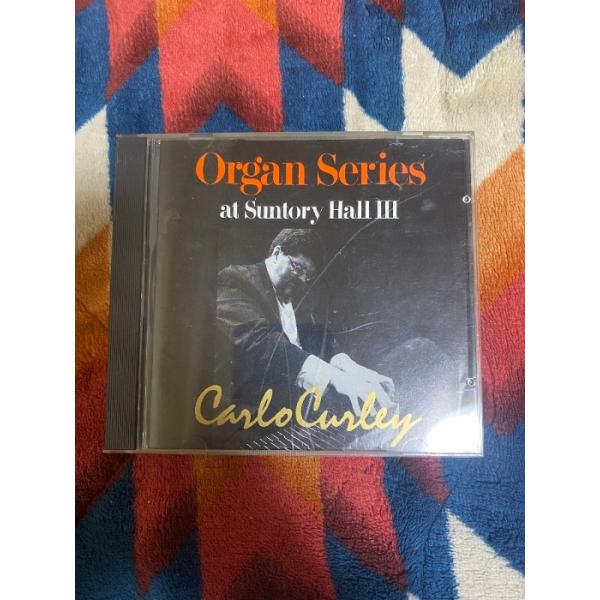 Organ Series
at Suntory Hall III
Carlo Curley